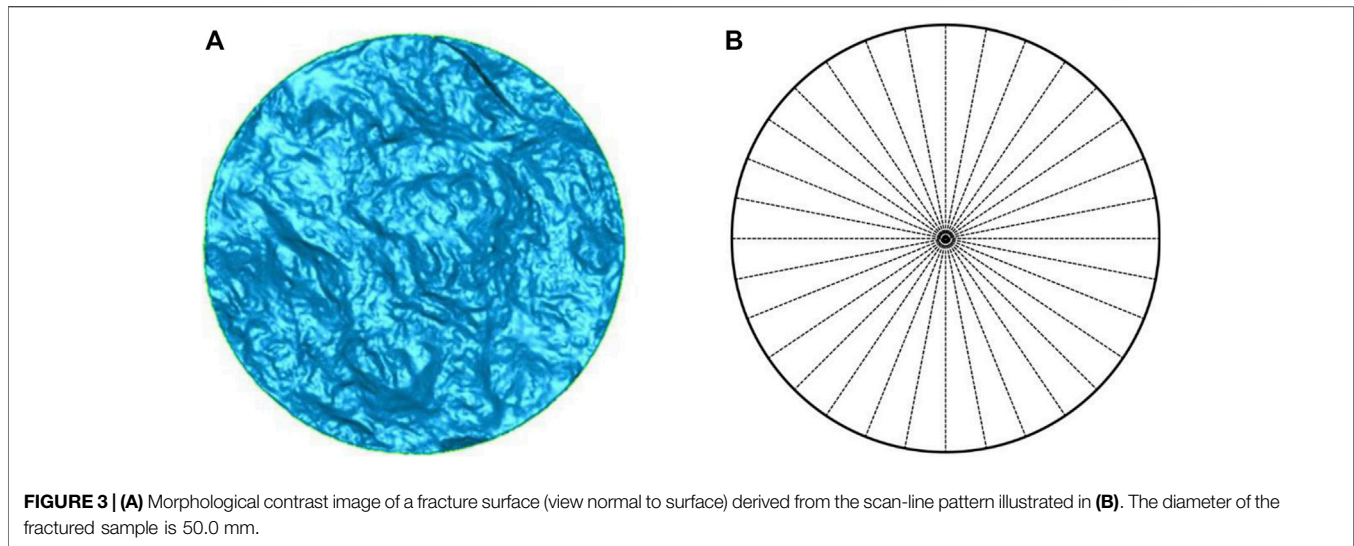 A
B
FIGURE 3 | (A) Morphological contrast image of a fracture surface (view normal to surface) derived from the scan-line pattern illustrated in (B). The diameter of the
fractured sample is 50.0 mm.